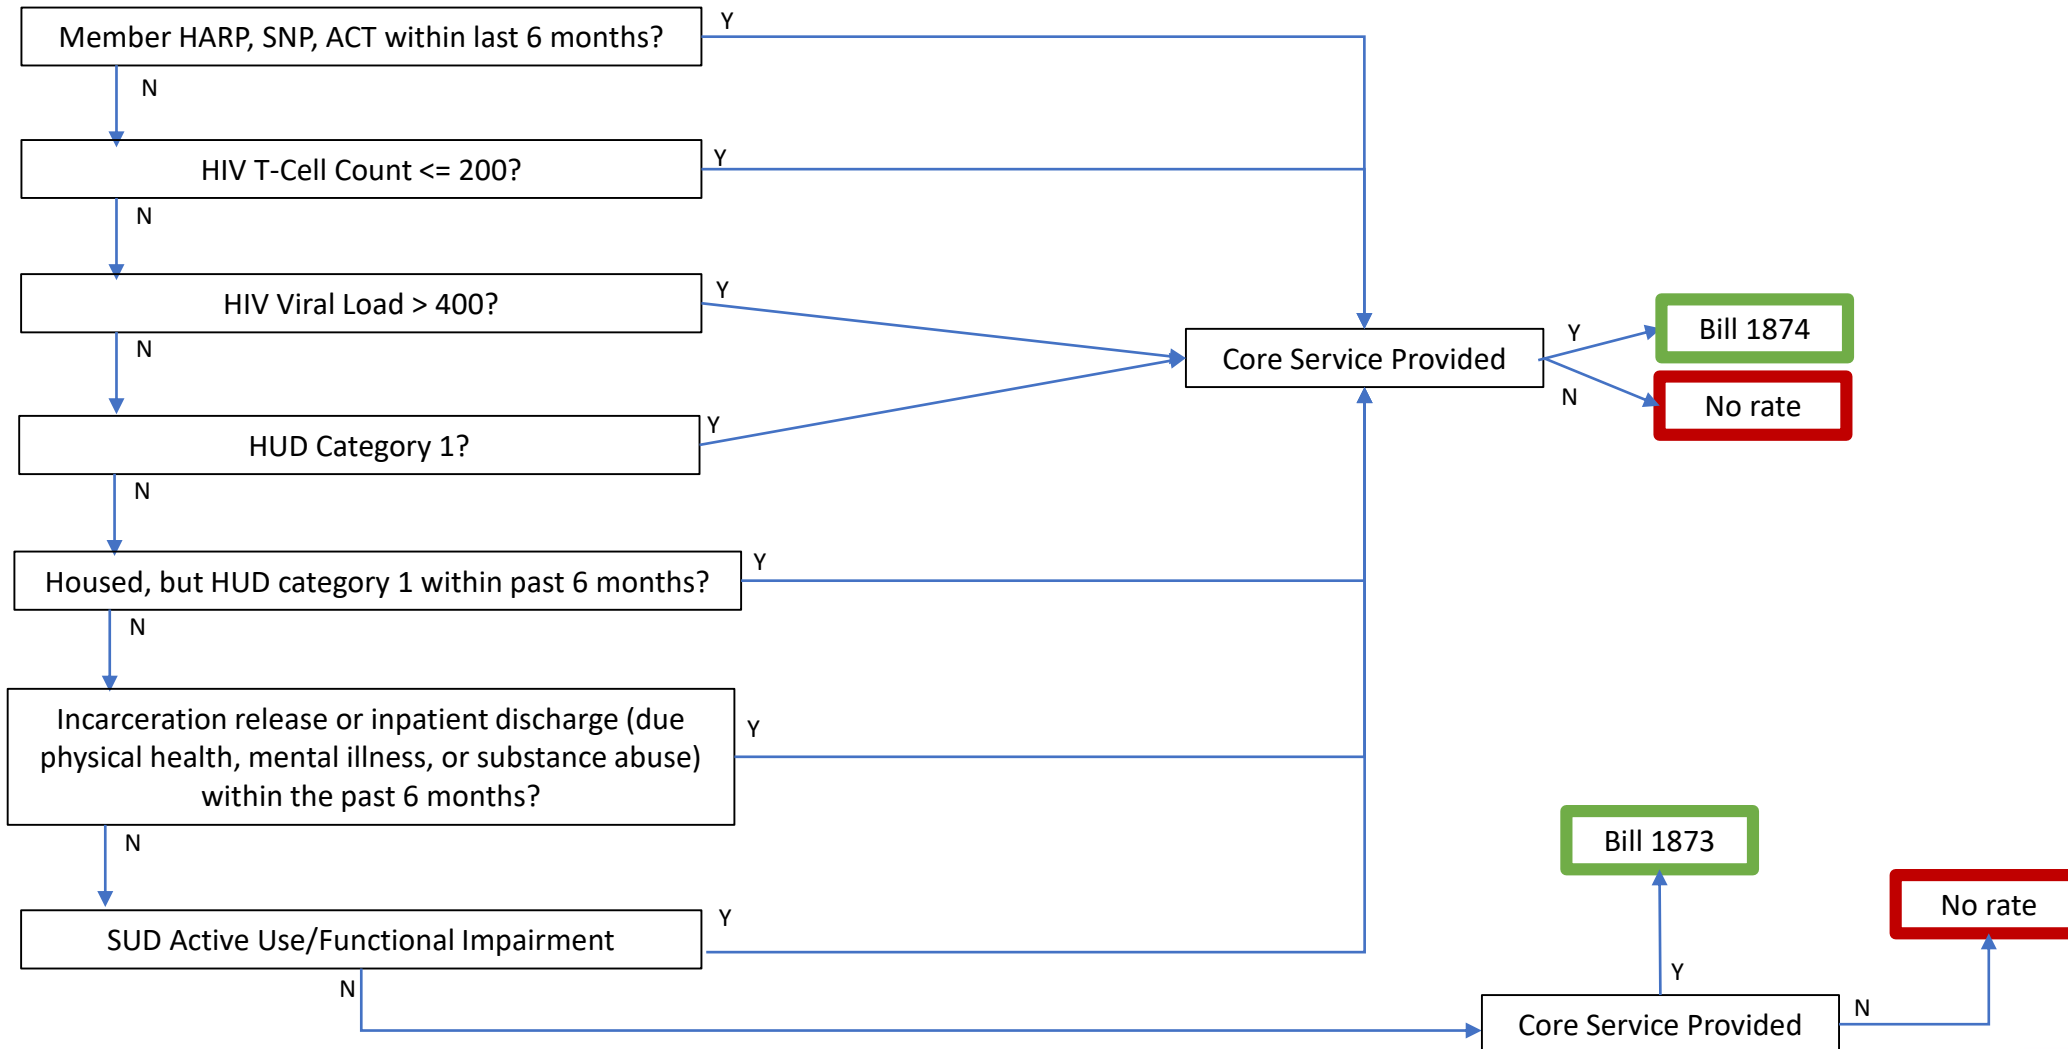 Member HARP, SNP, ACT within last 6 months?
Y
N
HIV T-Cell Count <= 200?
Y
N
HIV Viral Load > 400?
Y
N
HUD Category 1?
Y
N
Housed, but HUD category 1 within past 6 months?
Y
N
Incarceration release or inpatient discharge (due
physical health, mental illness, or substance abuse)
within the past 6 months?
Y
N
SUD Active Use/Functional Impairment
Y
N
Core Service Provided
Y
Bill 1874
N
No rate
Core Service Provided
Y
Bill 1873
N
No rate